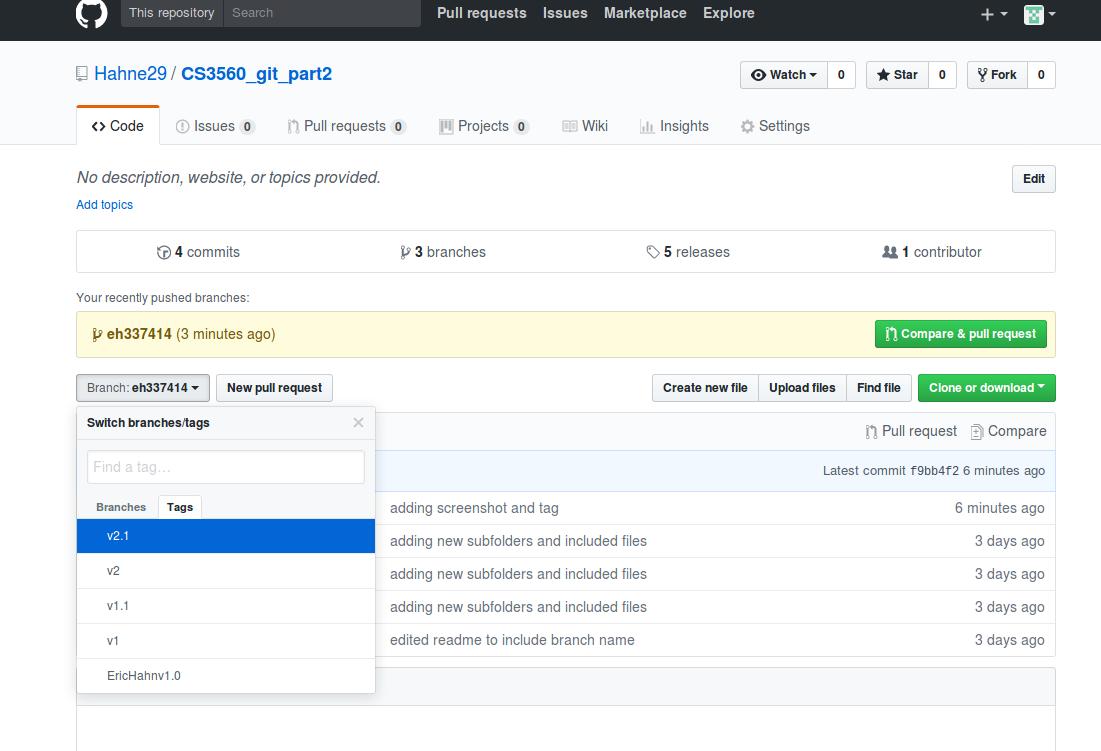 This repository Search Pull requests Issues Marketplace Explore
Hahne29 / CS3560_git_part2 Watch 0 Star 0 Fork 0
Code Issues 0 Pull requests 0 Projects 0 Wiki Insights Settings
No description, website, or topics provided. Edit
Add topics
4 commits 3 branches 5 releases 1 contributor
Your recently pushed branches:
eh337414 (3 minutes ago) Compare & pull request
Branch: eh337414 New pull request Create new file Upload files Find file Clone or download
Switch branches/tags
Pull request Compare
Find a tag…
Latest commit f9bb4f2 6 minutes ago
Branches Tags
adding screenshot and tag 6 minutes ago
v2.1
adding new subfolders and included files 3 days ago
v2
adding new subfolders and included files 3 days ago
v1.1
adding new subfolders and included files 3 days ago
v1
edited readme to include branch name 3 days ago
EricHahnv1.0